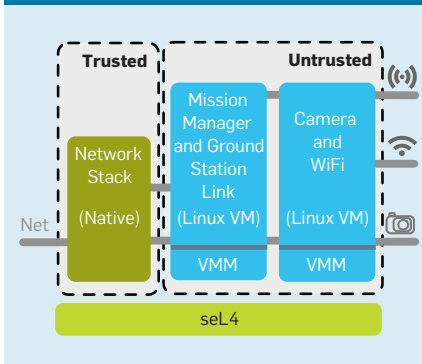 Trusted
Untrusted
Mission
Manager
and Ground
Station
Link
(Linux VM)
VMM
Camera
and
WiFi
(Linux VM)
VMM
Network
Stack
(Native)
Net
seL4